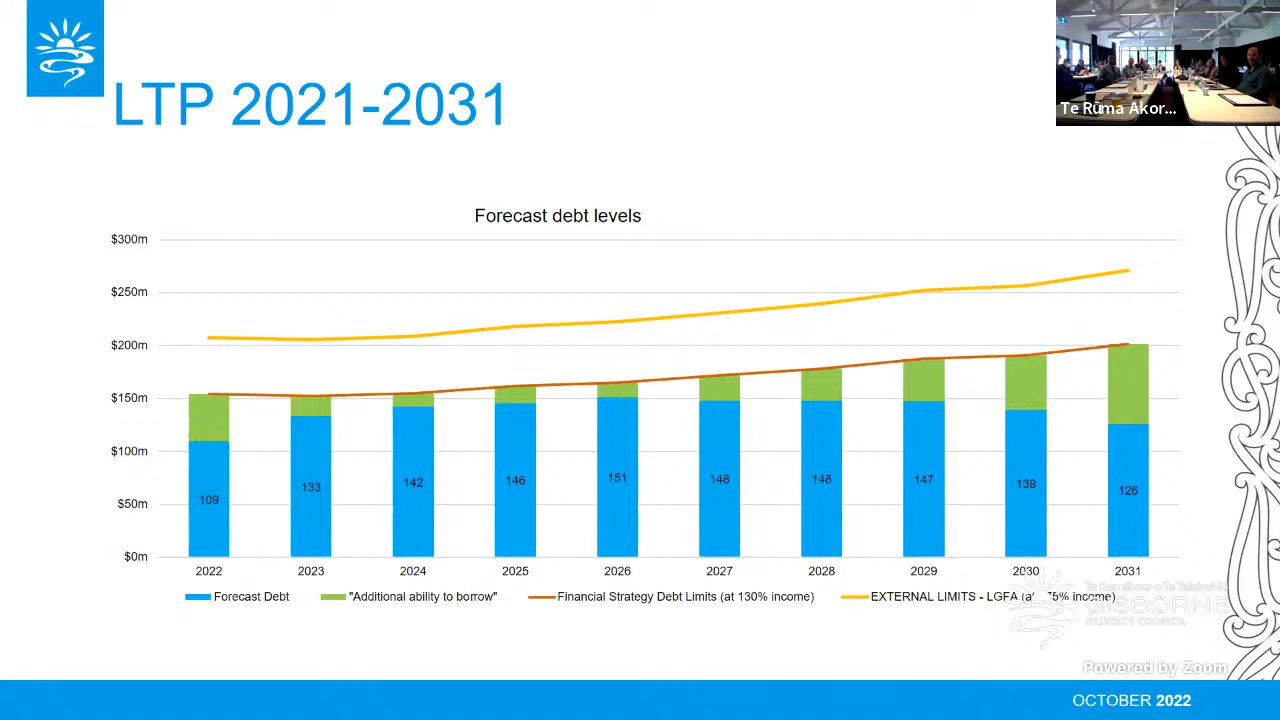 LTP 2021-2031
Te Rūma Akor...
Forecast debt levels
$300m
$250m
$200m
$150m
$100m
$50m
$0m
109
133
142
146
151
148
148
147
139
126
2022
2023
2024
2025
2026
2027
2028
2029
2030
2031
Forecast Debt
"Additional ability to borrow"
Financial Strategy Debt Limits (at 130% income)
EXTERNAL LIMITS - LGFA (a 75% income)
GISBORNE
DISTRICT COUNCIL
Powered by Zoom
OCTOBER 2022